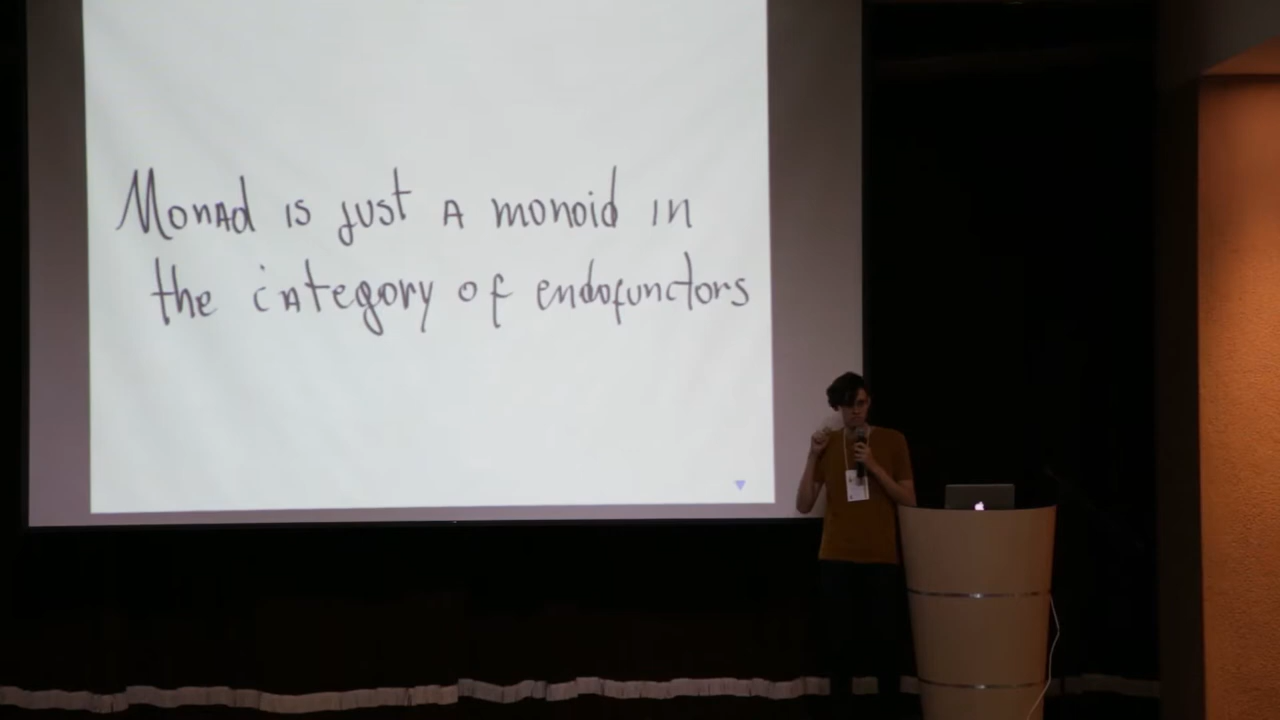 Monad is just a monoid in
the category of endofunctors